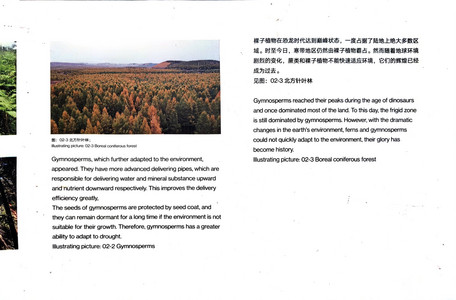 图：02-3 北方针叶林。
Illustrating picture: 02-2 Boreal coniferous forest
Gymnosperms, which further adapted to the environment,
appeared. They have more advanced delivering pipes, which are
responsible for delivering water and mineral substance upward
and nutrient downward respectively. This improves the delivery
efficiency greatly.
The seeds of gymnosperms are protected by seed coat, and
they can remain dormant for a long time if the environment is not
suitable for their growth. Therefore, gymnosperms has a greater
ability to adapt to drought.
Illustrating picture: 02-2 Gymnosperms
裸子植物在恐龙时代达到巅峰状态，一度占据了陆地上绝大多数区
域。时至今日，寒带地区仍然由裸子植物霸占。然而随着地球环境
剧烈的变化，蕨类和裸子植物不能快速适应环境，它们的辉煌已经
成为过去。
见图：02-3 北方针叶林
Gymnosperms reached their peaks during the age of dinosaurs
and once dominated most of the land. To this day, the frigid zone
is still dominated by gymnosperms. However, with the dramatic
changes in the earth's environment, ferns and gymnosperms
could not quickly adapt to the environment, their glory has
become history.
Illustrating picture: 02-3 Boreal coniferous forest